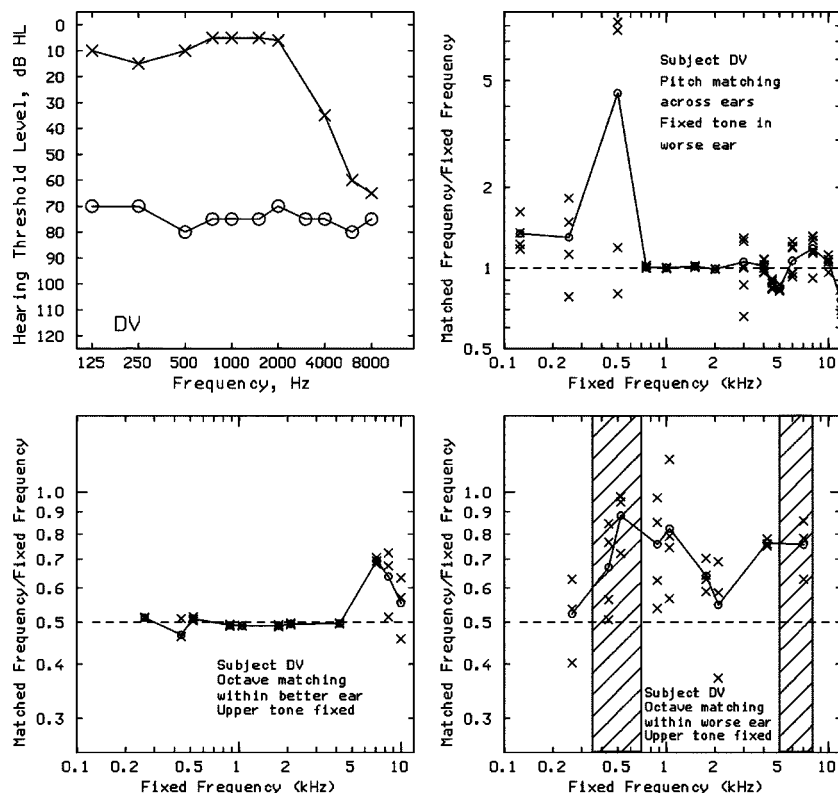 Hearing Threshold Level, dB HL
0
10
20
30
40
50
60
70
80
90
100
110
120
DV
125 250 500 1000 2000 4000 8000
Frequency, Hz
Matched Frequency/Fixed Frequency
5
2
1
0.5
Subject DV
Pitch matching
across ears
Fixed tone in
worse ear
0.1 0.2 0.5 1 2 5 10
Fixed Frequency (kHz)
Matched Frequency/Fixed Frequency
1.0
0.9
0.8
0.7
0.6
0.5
0.4
0.3
Subject DV
Octave matching
within better ear
Upper tone fixed
0.1 0.2 0.5 1 2 5 10
Fixed Frequency (kHz)
Matched Frequency/Fixed Frequency
1.0
0.9
0.8
0.7
0.6
0.5
0.4
0.3
Subject DV
Octave matching
within worse ear
Upper tone fixed
0.1 0.2 0.5 1 2 5 10
Fixed Frequency (kHz)